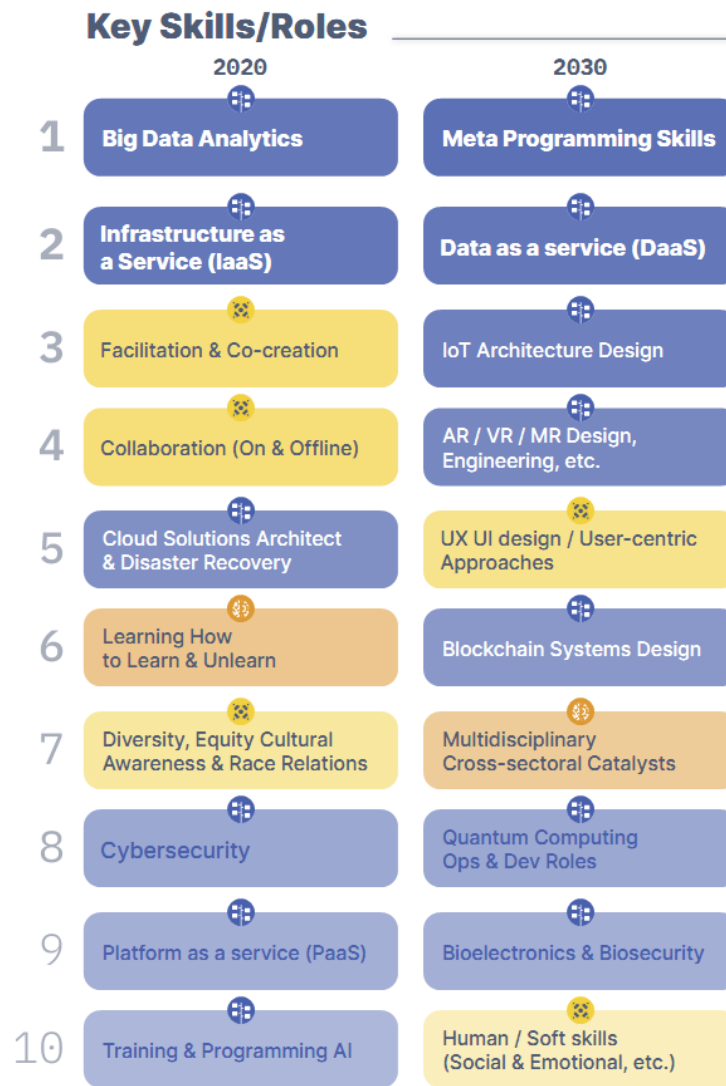 Key Skills/Roles
2020
2030
1
Big Data Analytics
Meta Programming Skills
2
Infrastructure as
a Service (IaaS)
Data as a service (DaaS)
3
Facilitation & Co-creation
IoT Architecture Design
4
Collaboration (On & Offline)
AR / VR / MR Design,
Engineering, etc.
5
Cloud Solutions Architect
& Disaster Recovery
UX UI design / User-centric
Approaches
6
Learning How
to Learn & Unlearn
Blockchain Systems Design
7
Diversity, Equity Cultural
Awareness & Race Relations
Multidisciplinary
Cross-sectoral Catalysts
8
Cybersecurity
Quantum Computing
Ops & Dev Roles
9
Platform as a service (PaaS)
Bioelectronics & Biosecurity
10
Training & Programming AI
Human / Soft skills
(Social & Emotional, etc.)